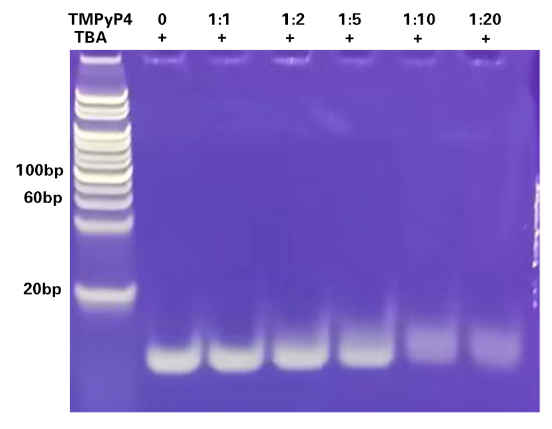 TMPyP4 0 1:1 1:2 1:5 1:10 1:20
TBA + + + + + +
100bp
60bp
20bp